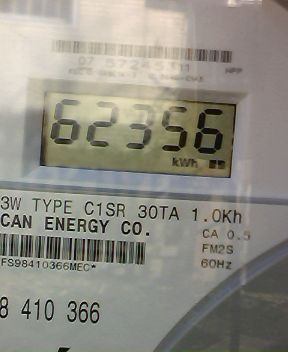 62356
kWh
3W TYPE C1SR 30TA 1.0Kh
CAN ENERGY CO.
CA 0.5
FM2S
60Hz
FS98410366MEC*
8 410 366